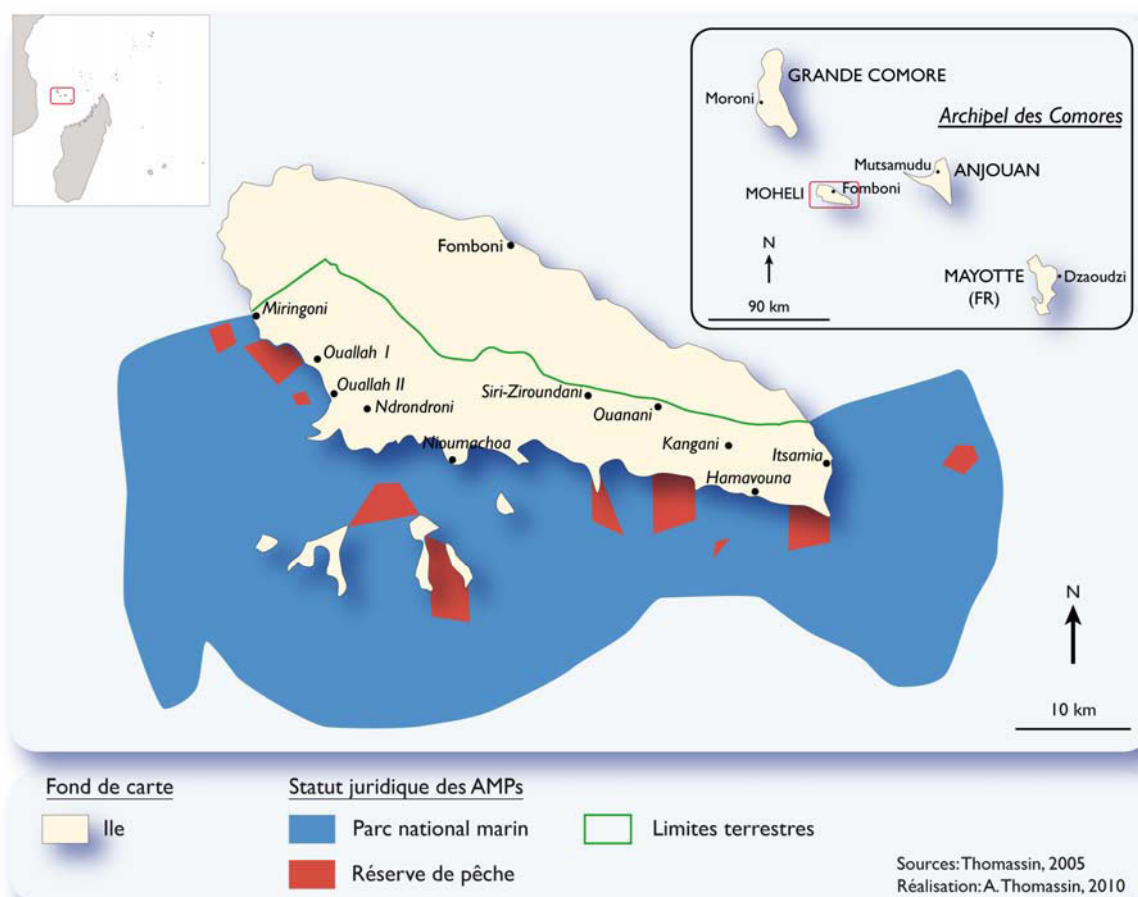 GRANDE COMORE
Moroni
Archipel des Comores
Mutsamudu
ANJOUAN
MOHELI
Fomboni
N
90 km
MAYOTTE
(FR)
Dzaoudzi
Fomboni
Miringoni
Ouallah I
Ouallah II
Ndrondroni
Siri-Ziroundani
Ouanani
Nioumachoa
Kangani
Itsamia
Hamavouna
N
10 km
Fond de carte
Ile
Statut juridique des AMPs
Parc national marin
Limites terrestres
Réserve de pêche
Sources: Thomassin, 2005
Réalisation: A. Thomassin, 2010